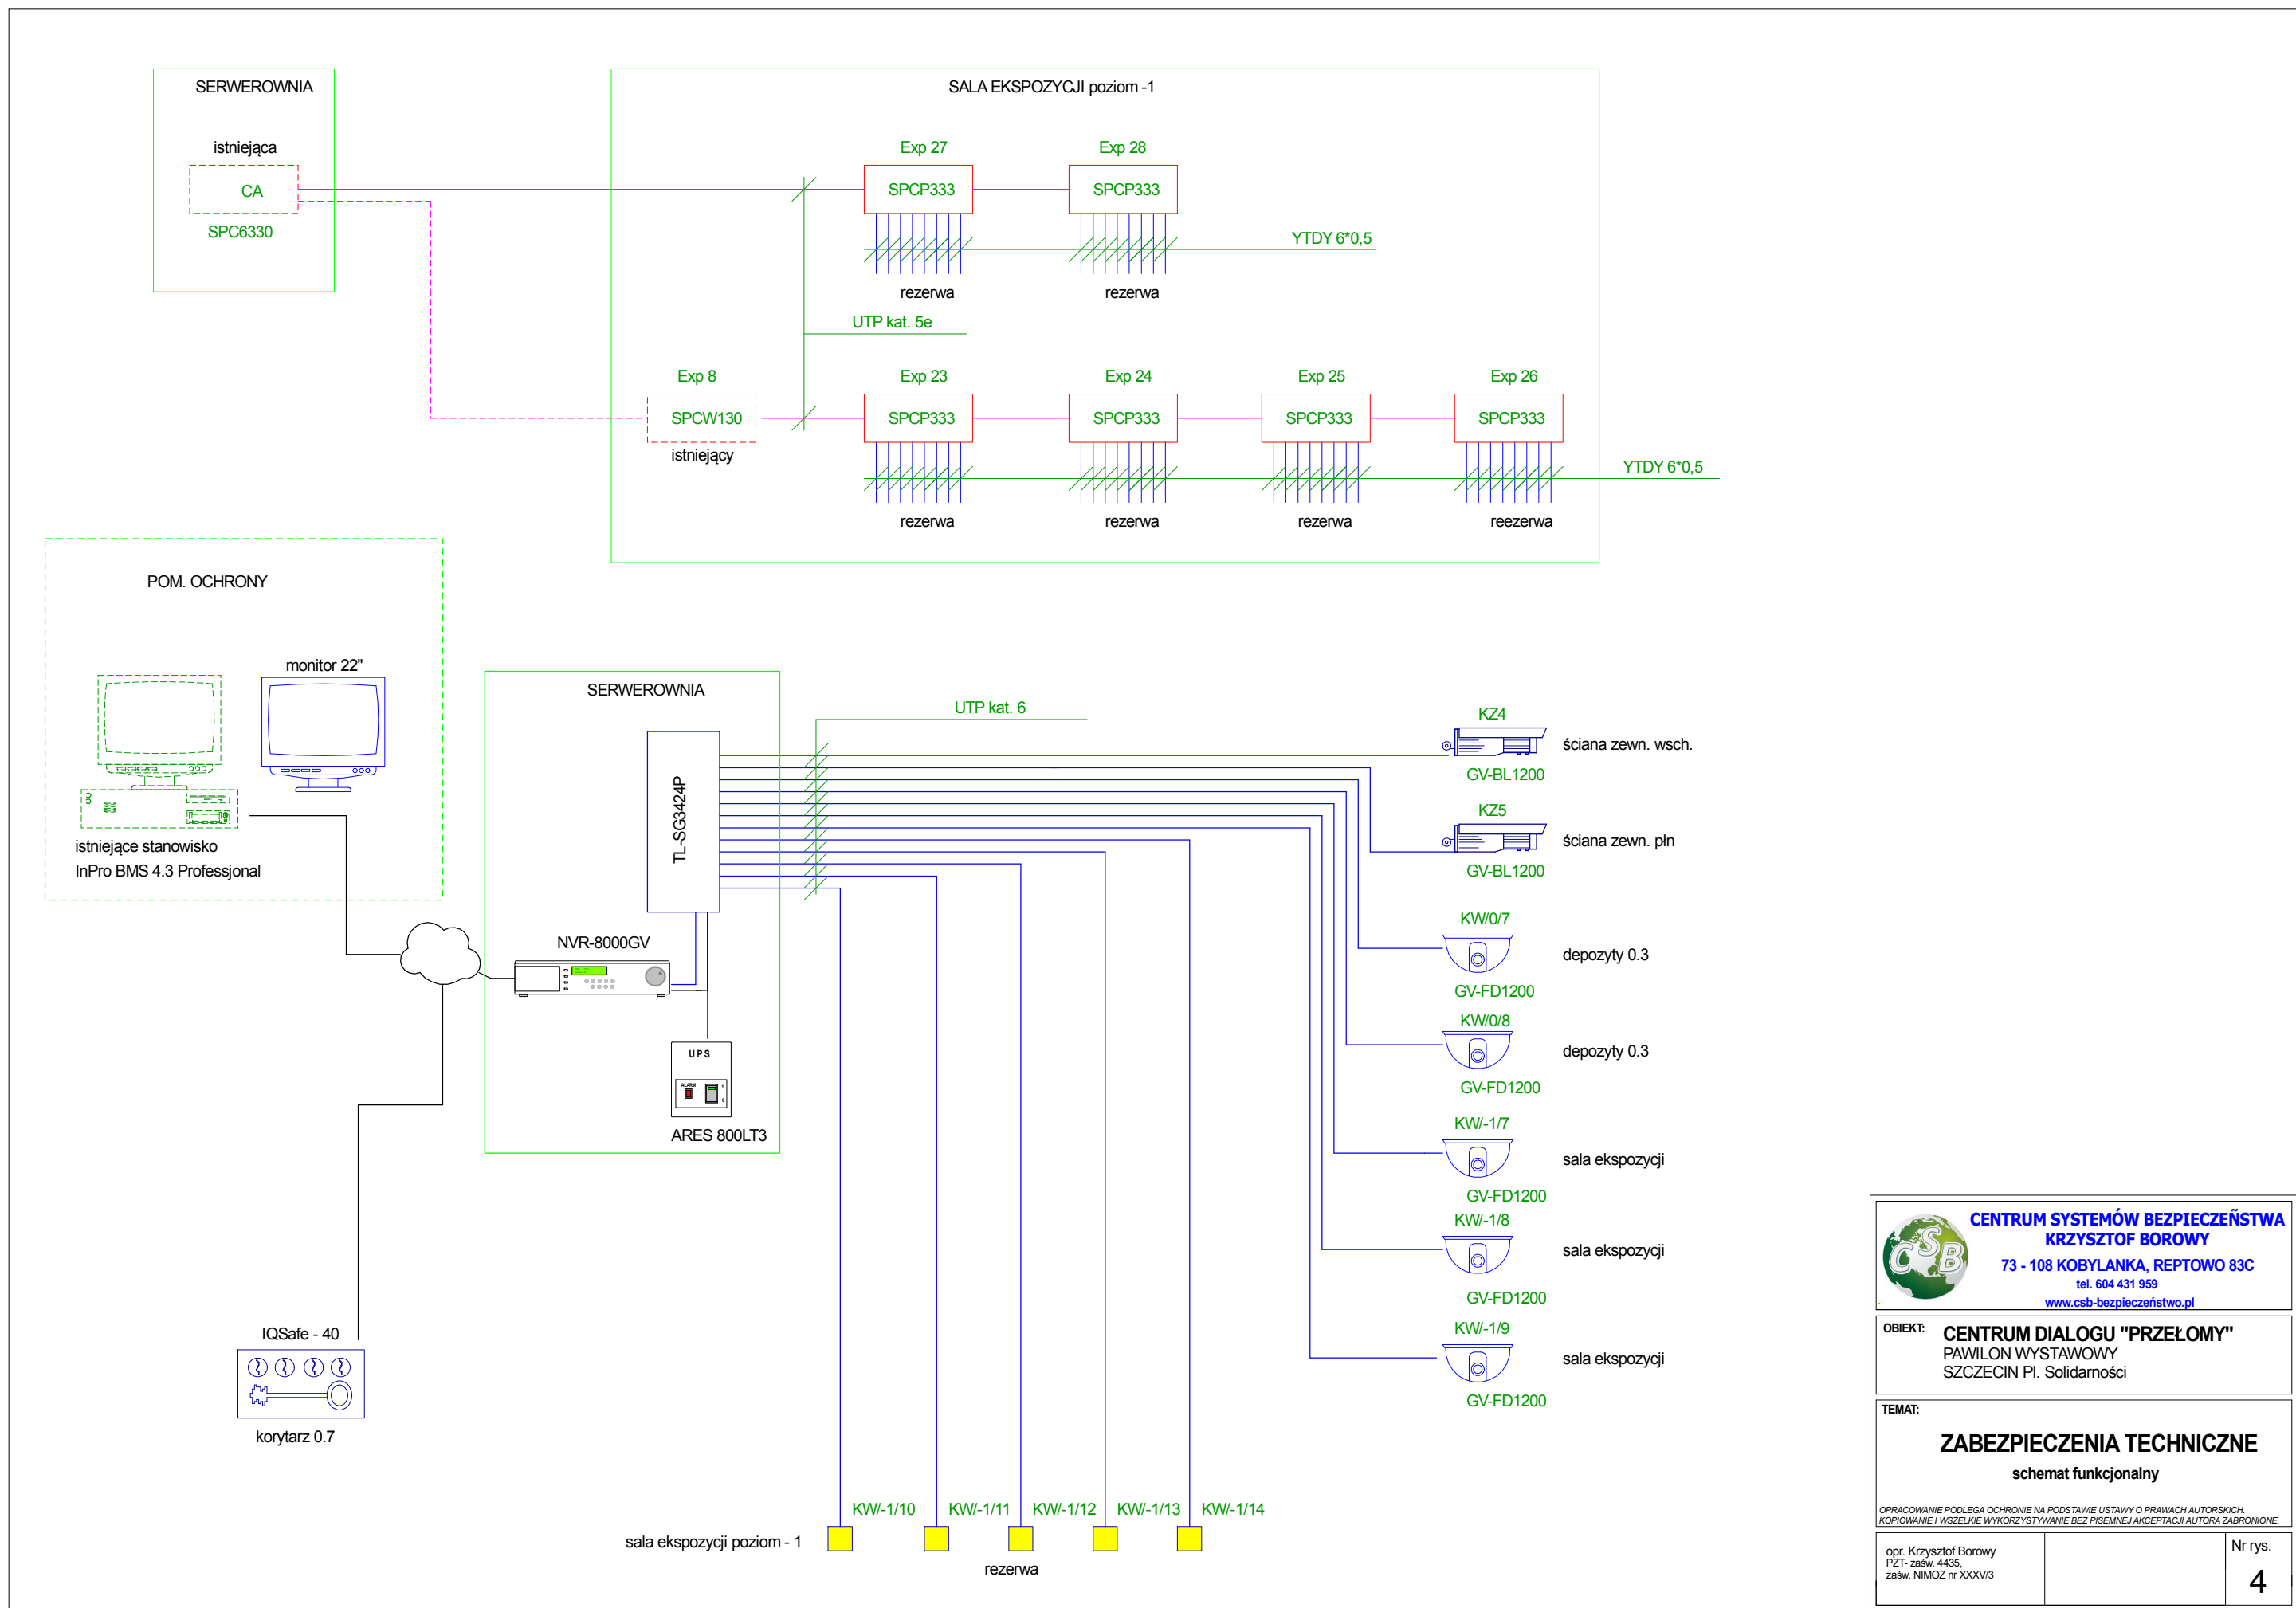 SERWEROWNIA
istniejąca
CA
SPC6330
SALA EKSPOZYCJI poziom -1
Exp 27
Exp 28
SPCP333
SPCP333
YTDY 6*0,5
rezerwa
rezerwa
UTP kat. 5e
Exp 8
Exp 23
Exp 24
Exp 25
Exp 26
SPCW130
SPCP333
SPCP333
SPCP333
SPCP333
istniejący
YTDY 6*0,5
rezerwa
rezerwa
rezerwa
reezerwa
POM. OCHRONY
monitor 22"
istniejące stanowisko
InPro BMS 4.3 Professjonal
SERWEROWNIA
TL-SG3424P
UTP kat. 6
NVR-8000GV
UPS
ALARM
1
0
ARES 800LT3
KZ4
ściana zewn. wsch.
GV-BL1200
KZ5
ściana zewn. płn
GV-BL1200
KW/0/7
depozyty 0.3
GV-FD1200
KW/0/8
depozyty 0.3
GV-FD1200
KW/-1/7
sala ekspozycji
GV-FD1200
KW/-1/8
sala ekspozycji
GV-FD1200
KW/-1/9
sala ekspozycji
GV-FD1200
IQSafe - 40
korytarz 0.7
KW/-1/10
KW/-1/11
KW/-1/12
KW/-1/13
KW/-1/14
sala ekspozycji poziom - 1
rezerwa
CSB
CENTRUM SYSTEMÓW BEZPIECZEÑSTWA
KRZYSZTOF BOROWY
73 - 108 KOBYLANKA, REPTOWO 83C
tel. 604 431 959
www.csb-bezpieczeństwo.pl
OBIEKT:
CENTRUM DIALOGU "PRZEŁOMY"
PAWILON WYSTAWOWY
SZCZECIN Pl. Solidarności
TEMAT:
ZABEZPIECZENIA TECHNICZNE
schemat funkcjonalny
OPRACOWANIE PODLEGA OCHRONIE NA PODSTAWIE USTAWY O PRAWACH AUTORSKICH.
KOPIOWANIE I WSZELKIE WYKORZYSTYWANIE BEZ PISEMNEJ AKCEPTACJI AUTORA ZABRONIONE.
opr. Krzysztof Borowy
PZT- zaśw. 4435,
zaśw. NIMOZ nr XXXV/3
Nr rys.
4